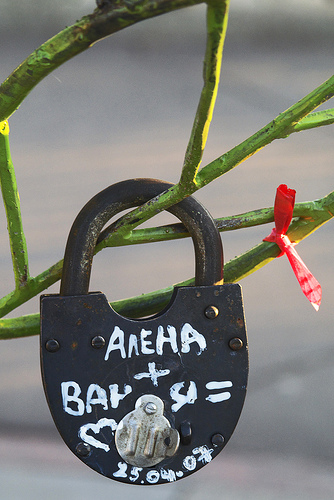 АЛЕНА
+
ВАНЯ =
♡
25.04.07